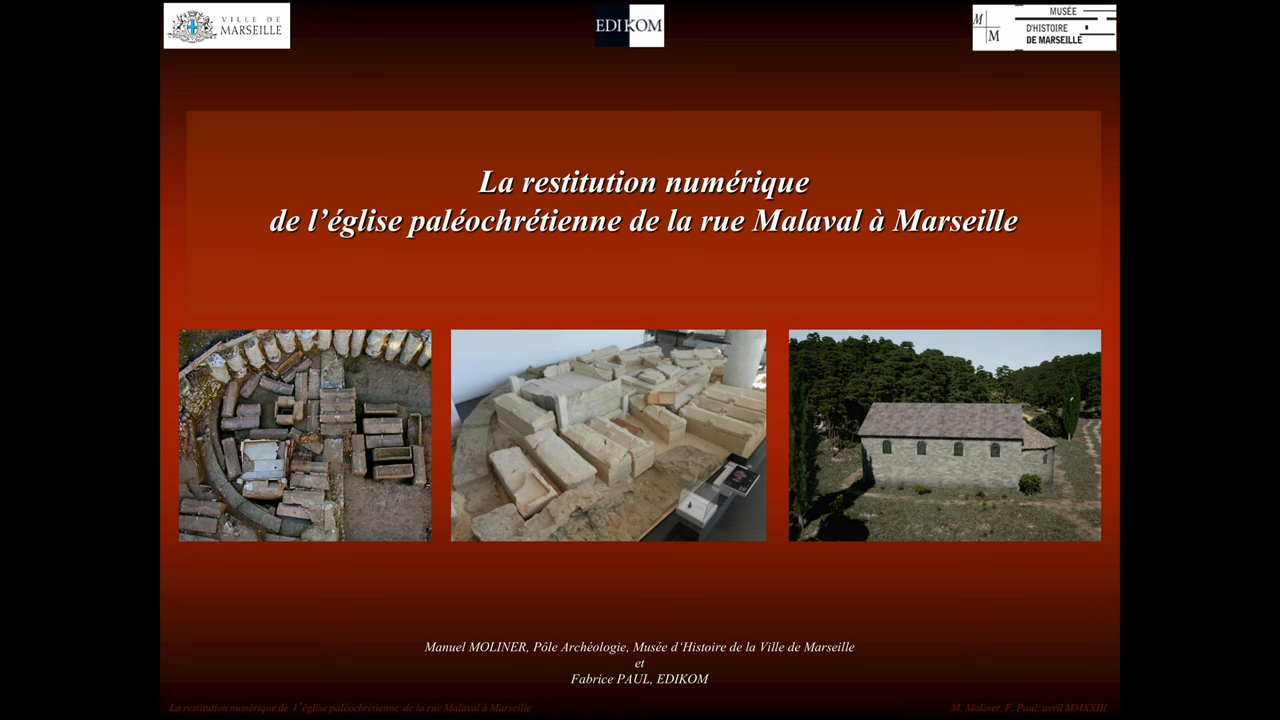 VILLE DE
MARSEILLE
EDIKOM
M
M
MUSÉE
D'HISTOIRE
DE MARSEILLE
La restitution numérique
de l’église paléochrétienne de la rue Malaval à Marseille
Manuel MOLINER, Pôle Archéologie, Musée d‘Histoire de la Ville de Marseille
et
Fabrice PAUL, EDIKOM
La restitution numérique de l’église paléochrétienne de la rue Malaval à Marseille
M. Moliner, F. Paul, avril MMXXIII